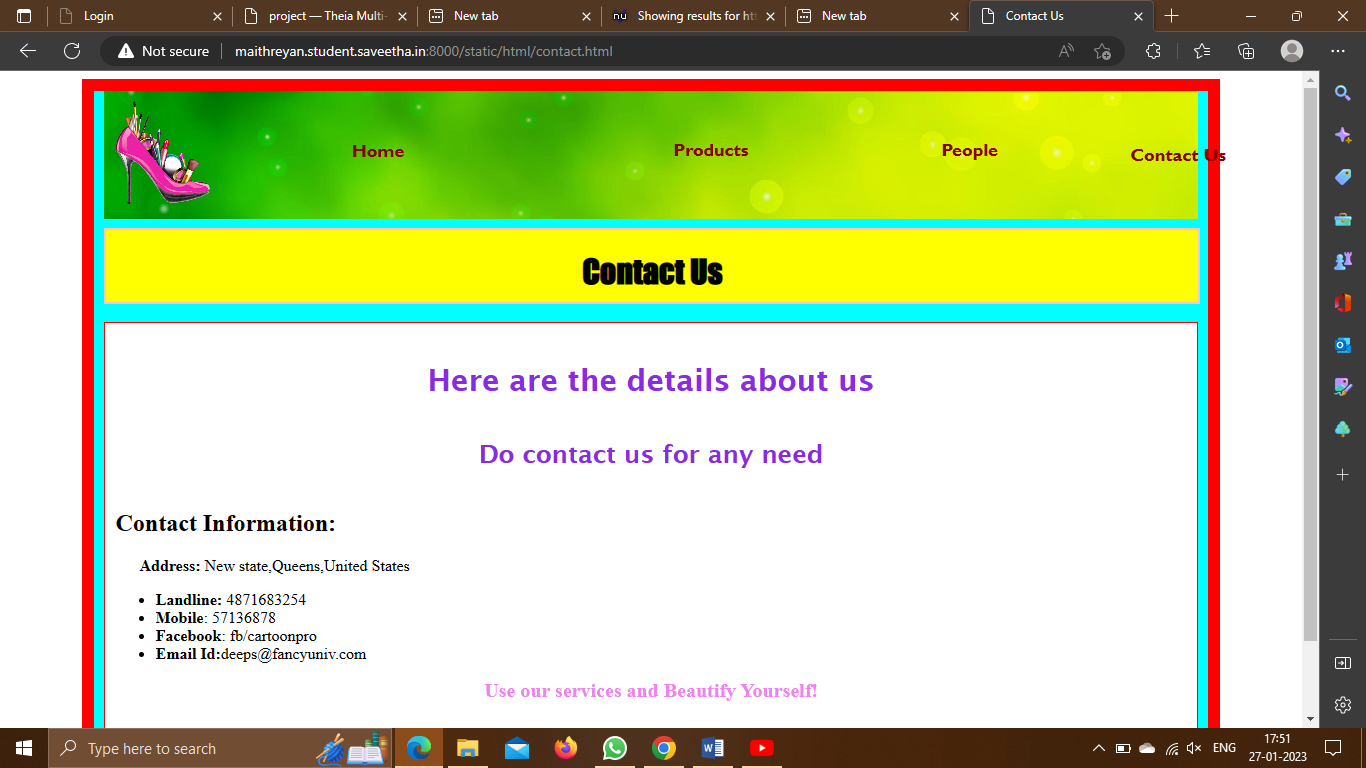 Login
project — Theia Multi-
New tab
Showing results for ht
New tab
Contact Us
Not secure
maithreyan.student.saveetha.in:8000/static/html/contact.html
Home
Products
People
Contact Us
Contact Us
Here are the details about us
Do contact us for any need
Contact Information:
Address: New state,Queens,United States
Landline: 4871683254
Mobile: 57136878
Facebook: fb/cartoonpro
Email Id:deeps@fancyuniv.com
Use our services and Beautify Yourself!
Type here to search
ENG
17:51
27-01-2023